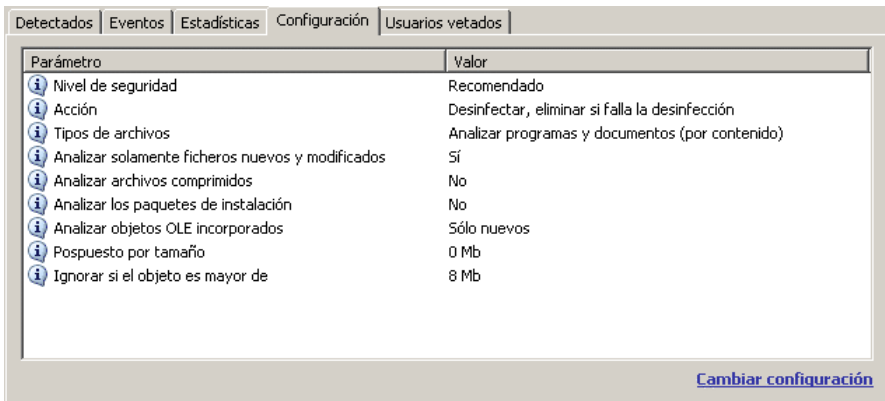 Detectados Eventos Estadísticas Configuración Usuarios vetados
Parámetro Valor
Nivel de seguridad Recomendado
Acción Desinfectar, eliminar si falla la desinfección
Tipos de archivos Analizar programas y documentos (por contenido)
Analizar solamente ficheros nuevos y modificados Sí
Analizar archivos comprimidos No
Analizar los paquetes de instalación No
Analizar objetos OLE incorporados Sólo nuevos
Pospuesto por tamaño 0 Mb
Ignorar si el objeto es mayor de 8 Mb
Cambiar configuración